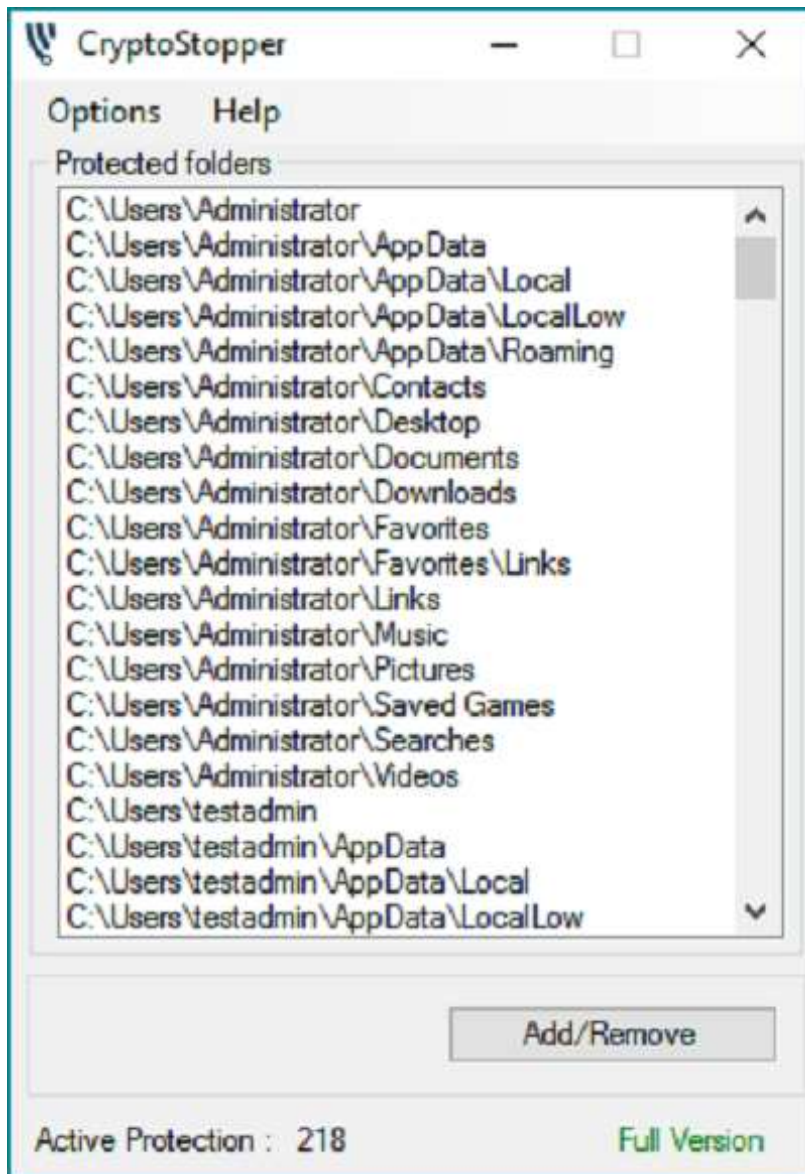 CryptoStopper
Options Help
Protected folders
C:\Users\Administrator
C:\Users\Administrator\AppData
C:\Users\Administrator\AppData\Local
C:\Users\Administrator\AppData\LocalLow
C:\Users\Administrator\AppData\Roaming
C:\Users\Administrator\Contacts
C:\Users\Administrator\Desktop
C:\Users\Administrator\Documents
C:\Users\Administrator\Downloads
C:\Users\Administrator\Favorites
C:\Users\Administrator\Favorites\Links
C:\Users\Administrator\Links
C:\Users\Administrator\Music
C:\Users\Administrator\Pictures
C:\Users\Administrator\Saved Games
C:\Users\Administrator\Searches
C:\Users\Administrator\Videos
C:\Users\testadmin
C:\Users\testadmin\AppData
C:\Users\testadmin\AppData\Local
C:\Users\testadmin\AppData\LocalLow
Add/Remove
Active Protection : 218 Full Version